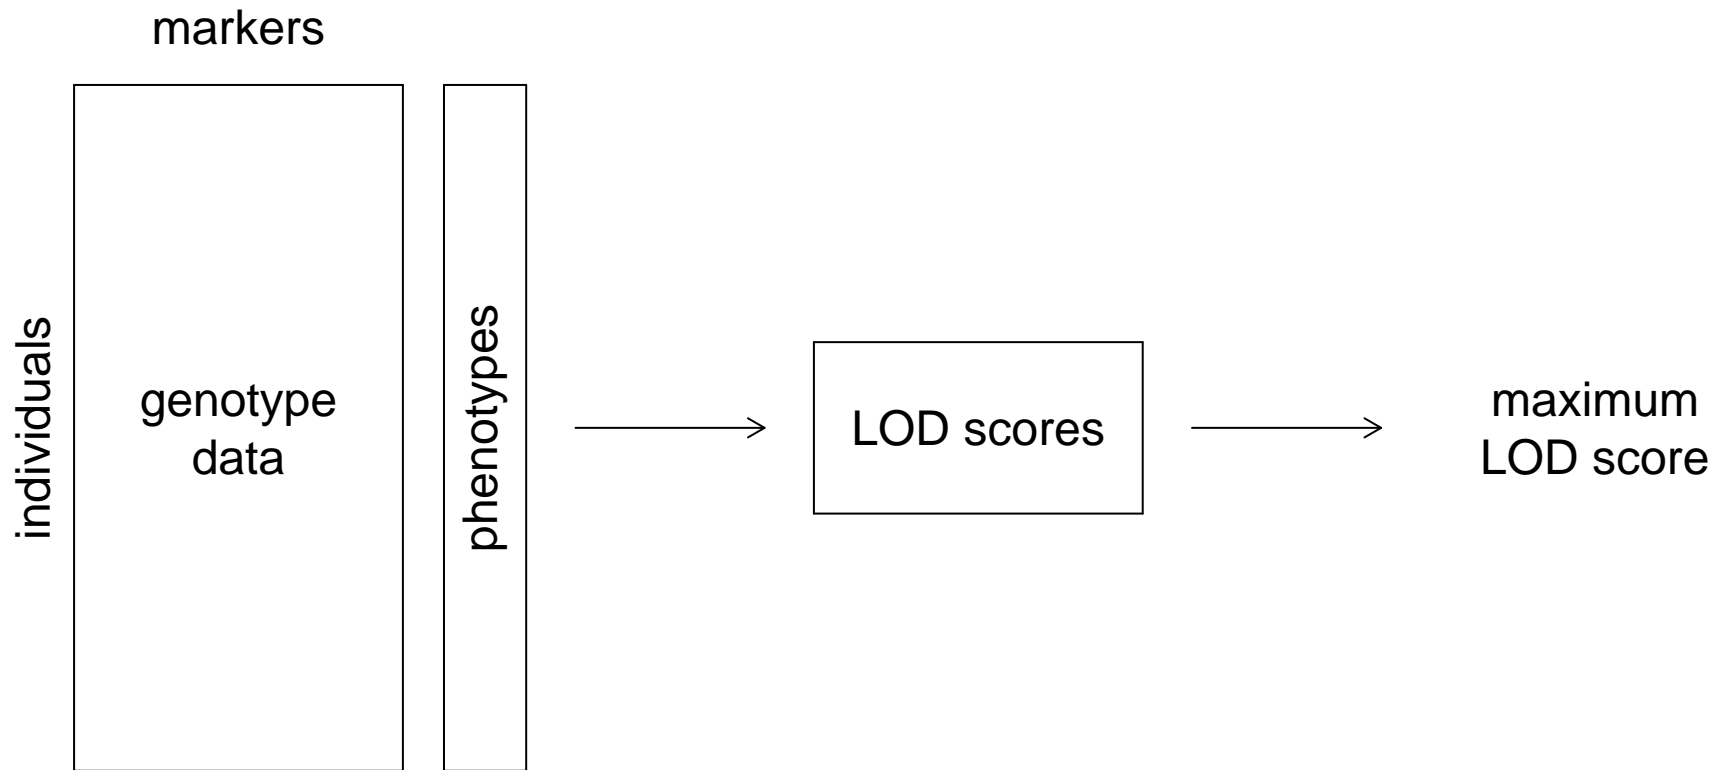 markers
individuals
genotype
data
phenotypes
LOD scores
maximum
LOD score